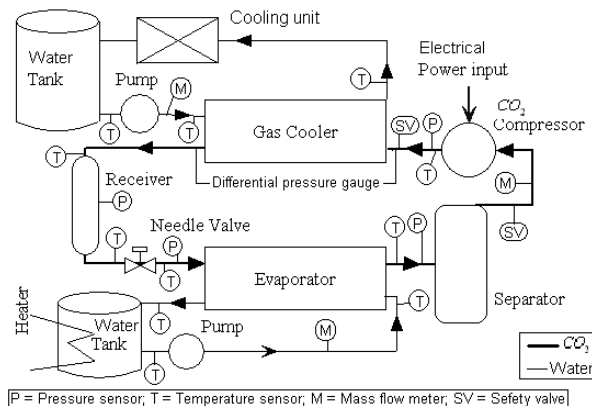 Cooling unit
Water
Tank
Pump
M
T
T
T
Electrical
Power input
Gas Cooler
SV
P
CO2
Compressor
T
T
M
Receiver
Differential pressure gauge
P
SV
Needle Valve
T
P
T
T
P
Evaporator
Separator
Heater
Water
Tank
T
Pump
M
T
T
CO2
Water
P = Pressure sensor; T = Temperature sensor; M = Mass flow meter; SV = Sefety valve